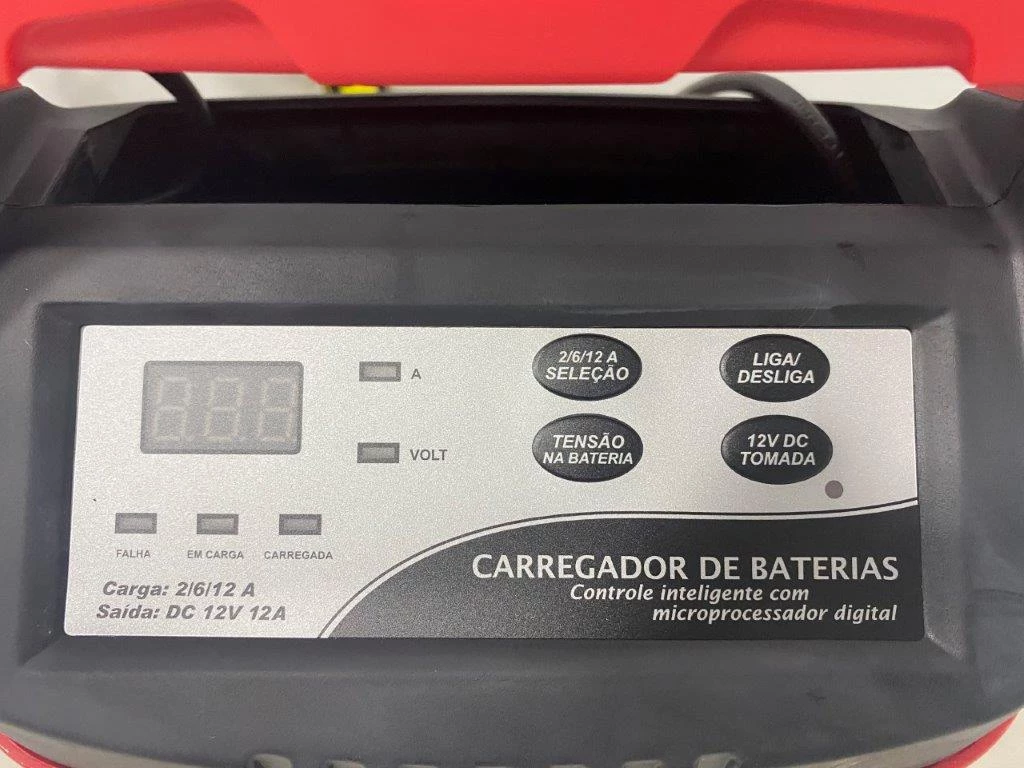 A
VOLT
2/6/12 A
SELEÇÃO
LIGA/
DESLIGA
TENSÃO
NA BATERIA
12V DC
TOMADA
FALHA
EM CARGA
CARREGADA
Carga: 2/6/12 A
Saída: DC 12V 12A
CARREGADOR DE BATERIAS
Controle inteligente com
microprocessador digital